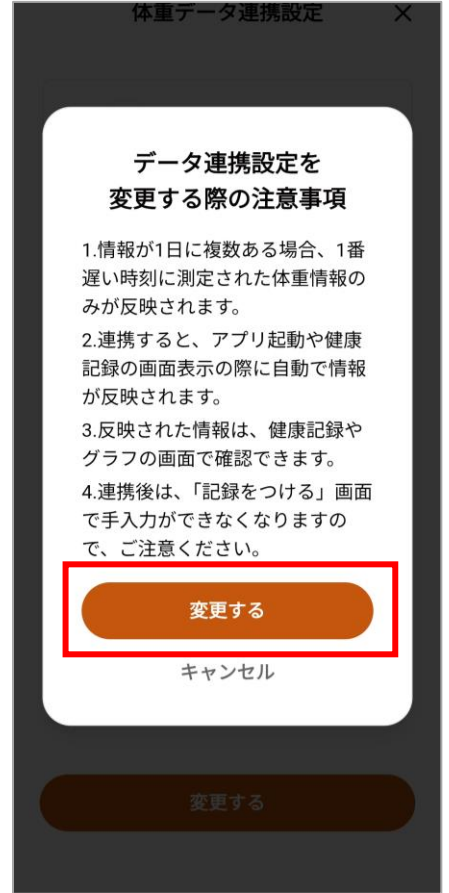 体重データ連携設定 ×
データ連携設定を
変更する際の注意事項
1.情報が1日に複数ある場合、1番
遅い時刻に測定された体重情報の
みが反映されます。
2.連携すると、アプリ起動や健康
記録の画面表示の際に自動で情報
が反映されます。
3.反映された情報は、健康記録や
グラフの画面で確認できます。
4.連携後は、「記録をつける」画面
で手入力ができなくなりますの
で、ご注意ください。
変更する
キャンセル
変更する